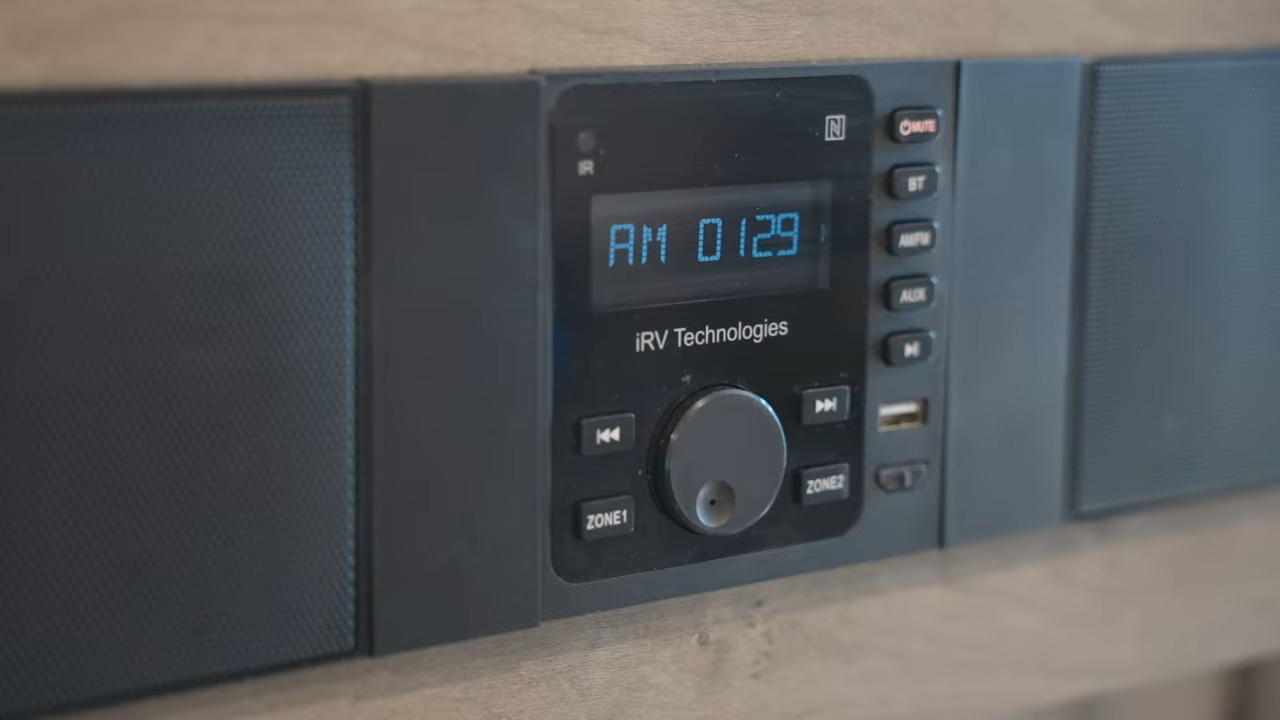 MUTE
IR
BT
AM 0129
AM/FM
AUX
iRV Technologies
ZONE1
ZONE2